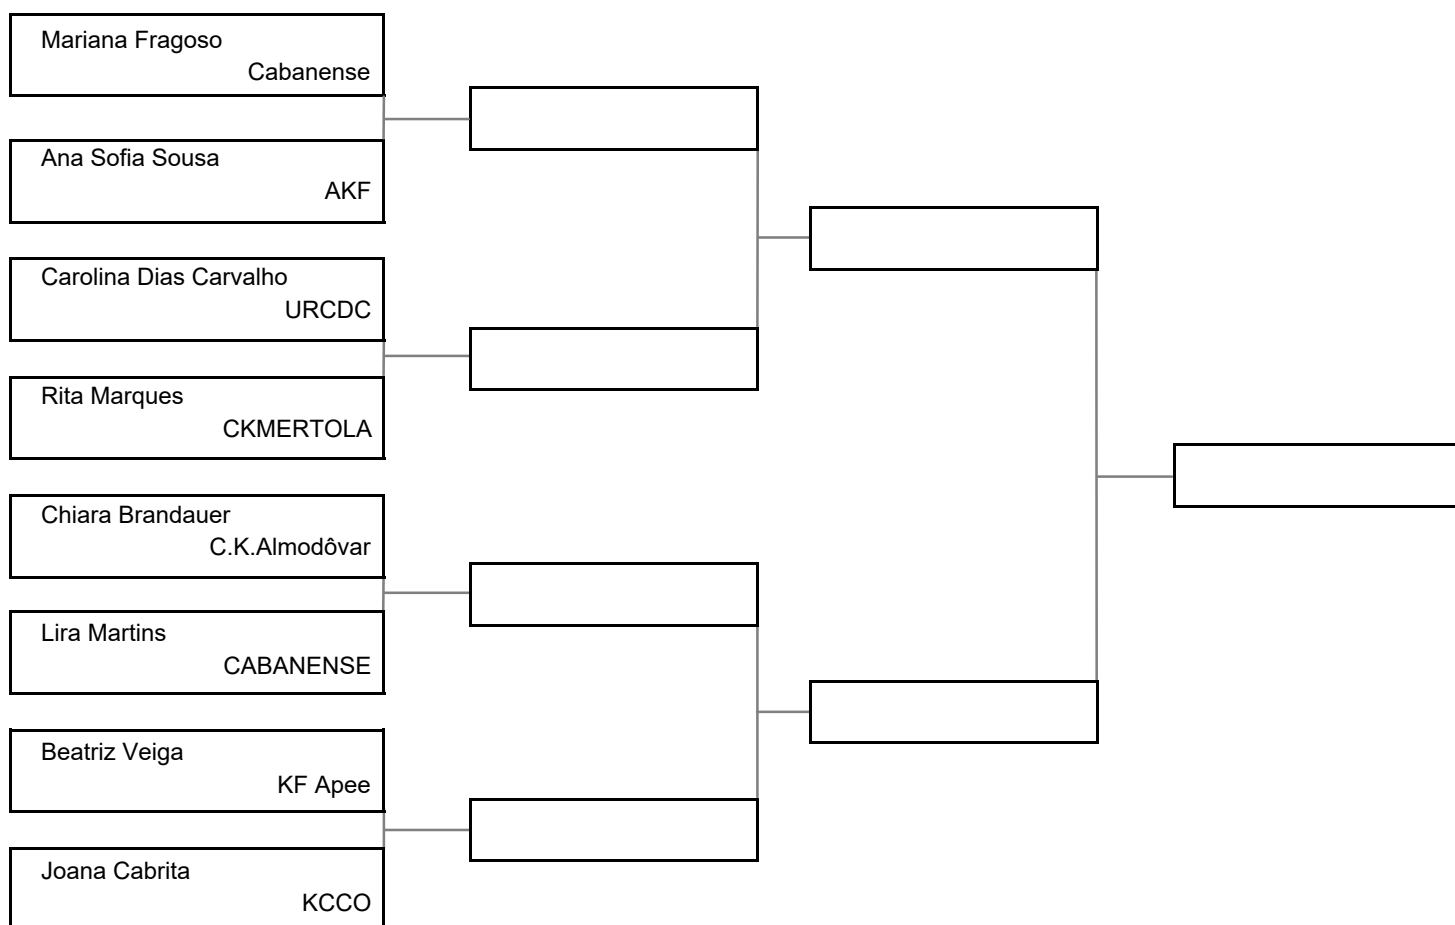 Mariana Fragoso
Cabanense
Ana Sofia Sousa
AKF
Carolina Dias Carvalho
URCDC
Rita Marques
CKMERTOLA
Chiara Brandauer
C.K.Almodôvar
Lira Martins
CABANENSE
Beatriz Veiga
KF Apee
Joana Cabrita
KCCO